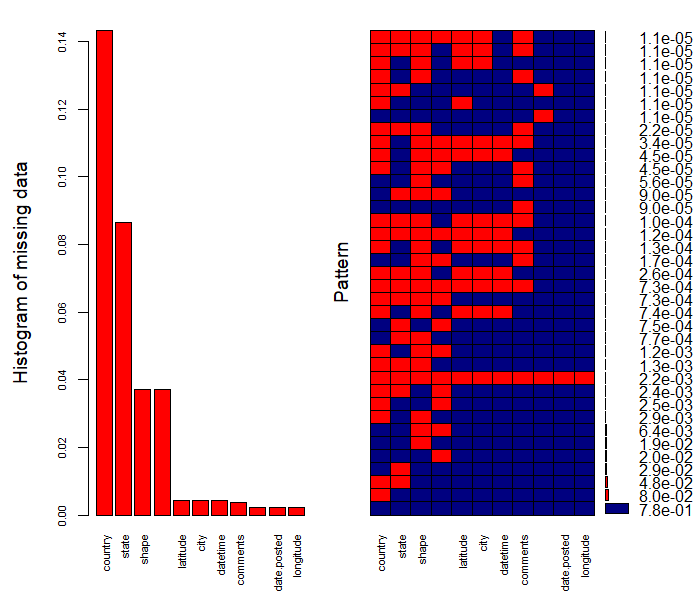 Histogram of missing data
0.00
0.02
0.04
0.06
0.08
0.10
0.12
0.14
country
state
shape
latitude
city
datetime
comments
date.posted
longitude
Pattern
country
state
shape
latitude
city
datetime
comments
date.posted
longitude
1.1e-05
1.1e-05
1.1e-05
1.1e-05
1.1e-05
1.1e-05
1.1e-05
2.2e-05
3.4e-05
4.5e-05
4.5e-05
5.6e-05
9.0e-05
9.0e-05
1.0e-04
1.2e-04
1.3e-04
1.7e-04
2.6e-04
7.3e-04
7.3e-04
7.4e-04
7.5e-04
7.7e-04
1.2e-03
1.3e-03
2.2e-03
2.4e-03
2.5e-03
2.9e-03
6.4e-03
1.9e-02
2.0e-02
2.9e-02
4.8e-02
8.0e-02
7.8e-01